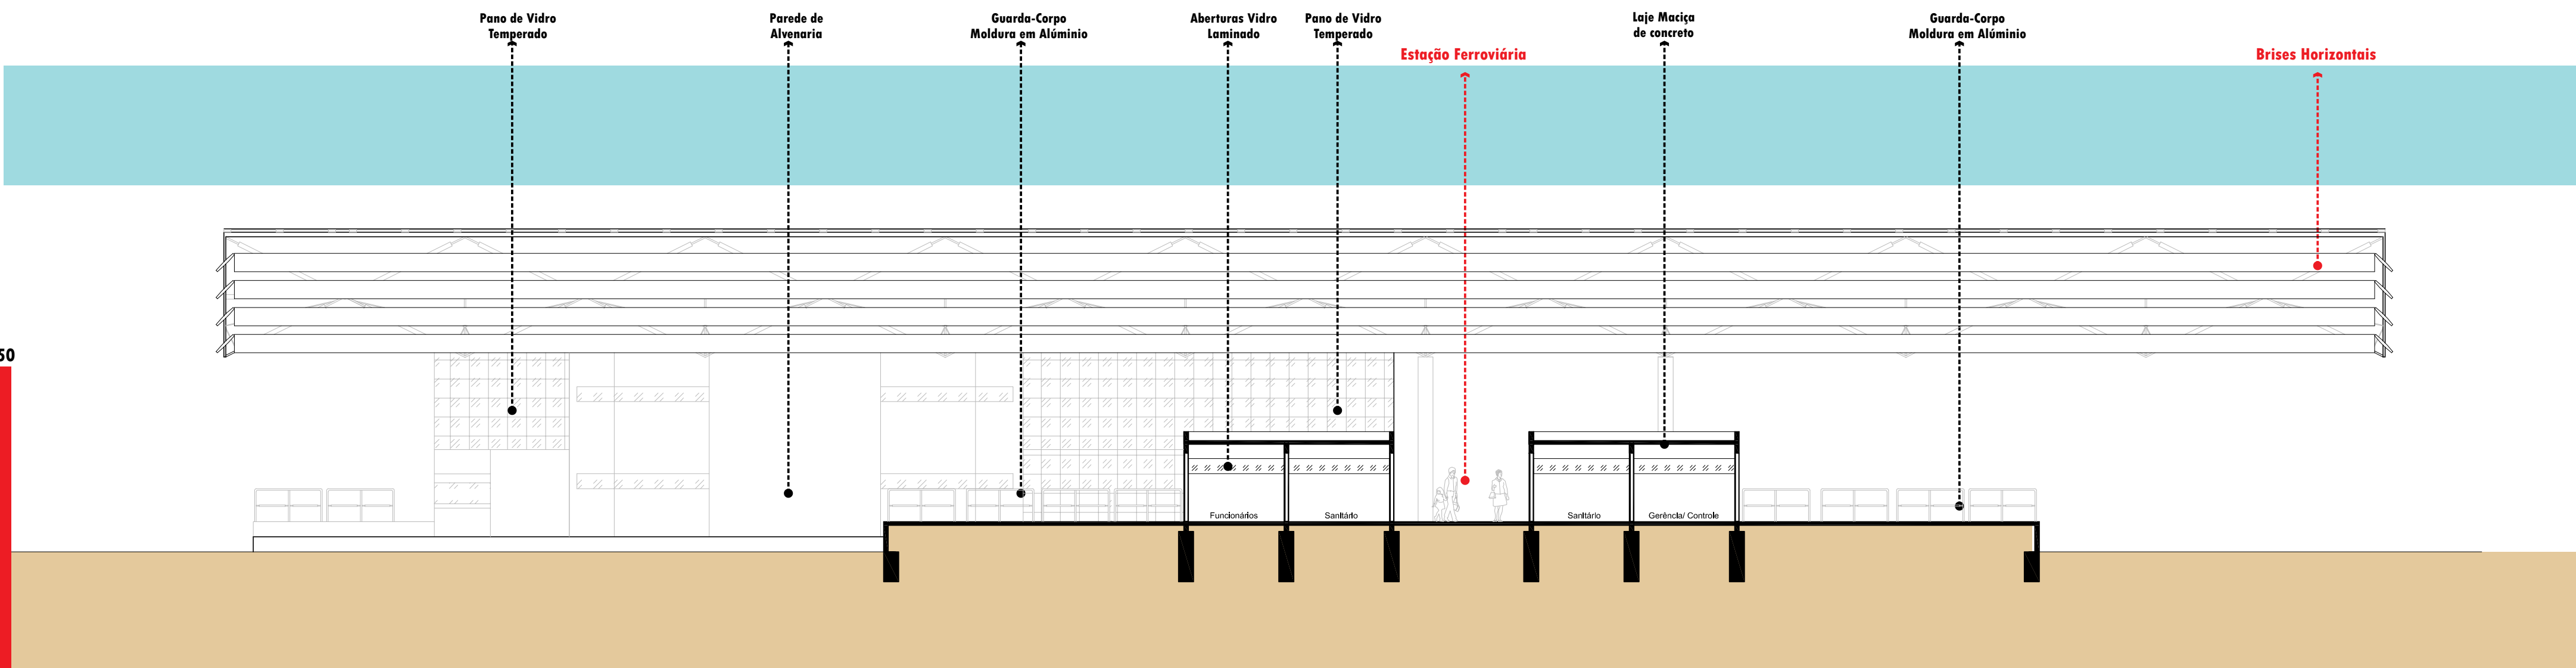 Pano de Vidro
Temperado
Parede de
Alvenaria
Guarda-Corpo
Moldura em Alúminio
Aberturas Vidro
Laminado
Pano de Vidro
Temperado
Estação Ferroviária
Laje Maciça
de concreto
Guarda-Corpo
Moldura em Alúminio
Brises Horizontais
50
Funcionários
Sanitário
Sanitário
Gerência/ Controle